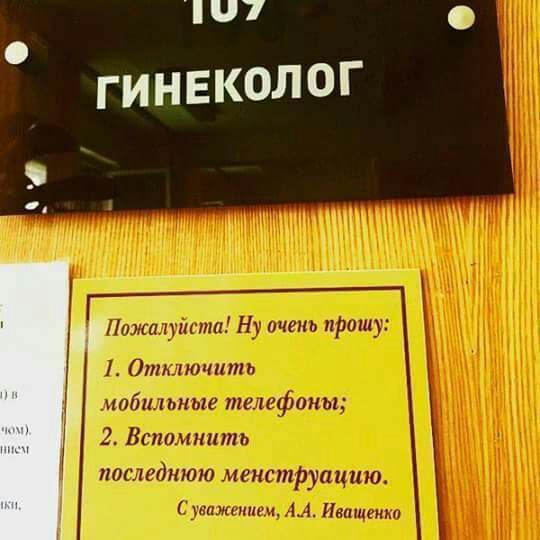 109
ГИНЕКОЛОГ
Пожалуйста! Ну очень прошу:
1. Отключить
мобильные телефоны;
2. Вспомнить
последнюю менструацию.
С уважением, А.А. Иващенко